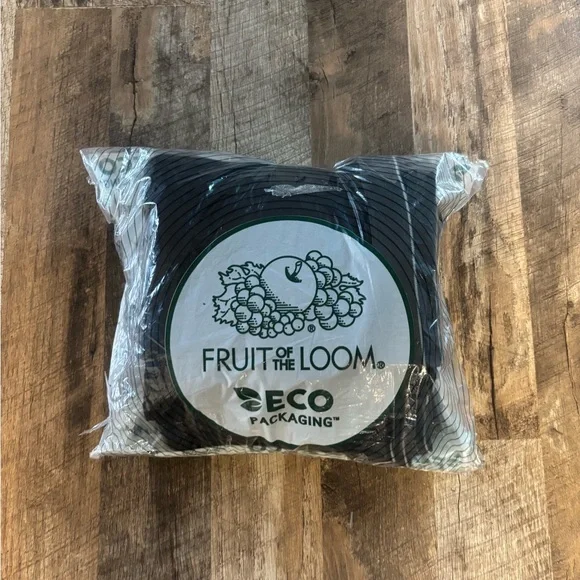 ®
FRUIT OF THE LOOM®
ECO
PACKAGING™